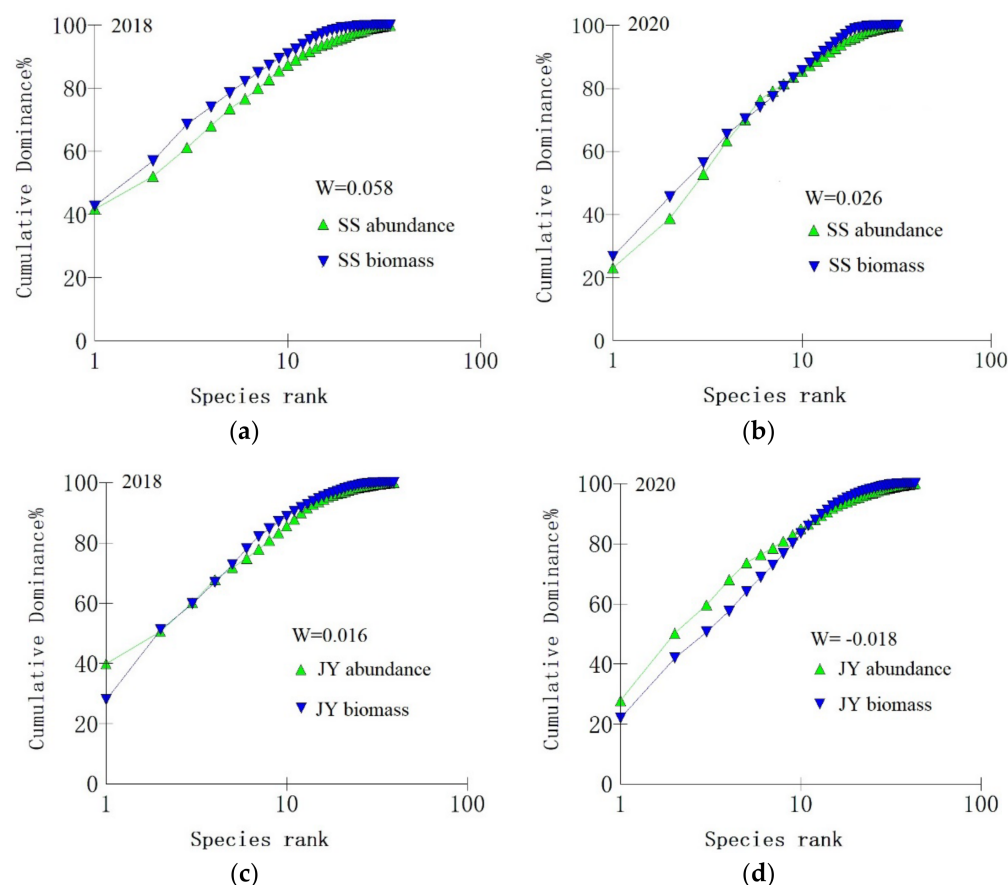 2018
Cumulative Dominance%
100
80
60
40
20
0
W=0.058
SS abundance
SS biomass
1 10 100
Species rank
(a)
2020
Cumulative Dominance%
100
80
60
40
20
0
W=0.026
SS abundance
SS biomass
1 10 100
Species rank
(b)
2018
Cumulative Dominance%
100
80
60
40
20
0
W=0.016
JY abundance
JY biomass
1 10 100
Species rank
(c)
2020
Cumulative Dominance%
100
80
60
40
20
0
W= -0.018
JY abundance
JY biomass
1 10 100
Species rank
(d)